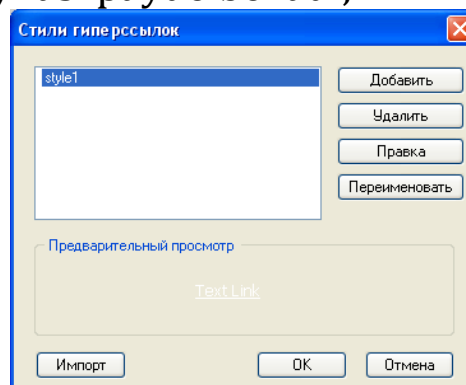 Стили гиперссылок
style1
Добавить
Удалить
Правка
Переименовать
Предварительный просмотр
Text Link
Импорт
OK
Отмена